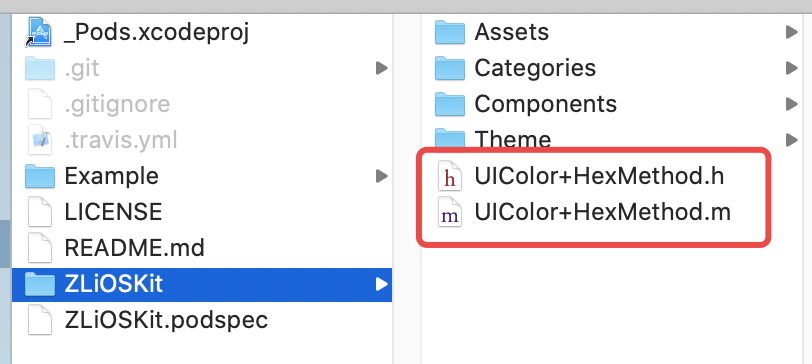 _Pods.xcodeproj
.git
.gitignore
.travis.yml
Example
LICENSE
README.md
ZLiOSKit
ZLiOSKit.podspec
Assets
Categories
Components
Theme
h UIColor+HexMethod.h
m UIColor+HexMethod.m